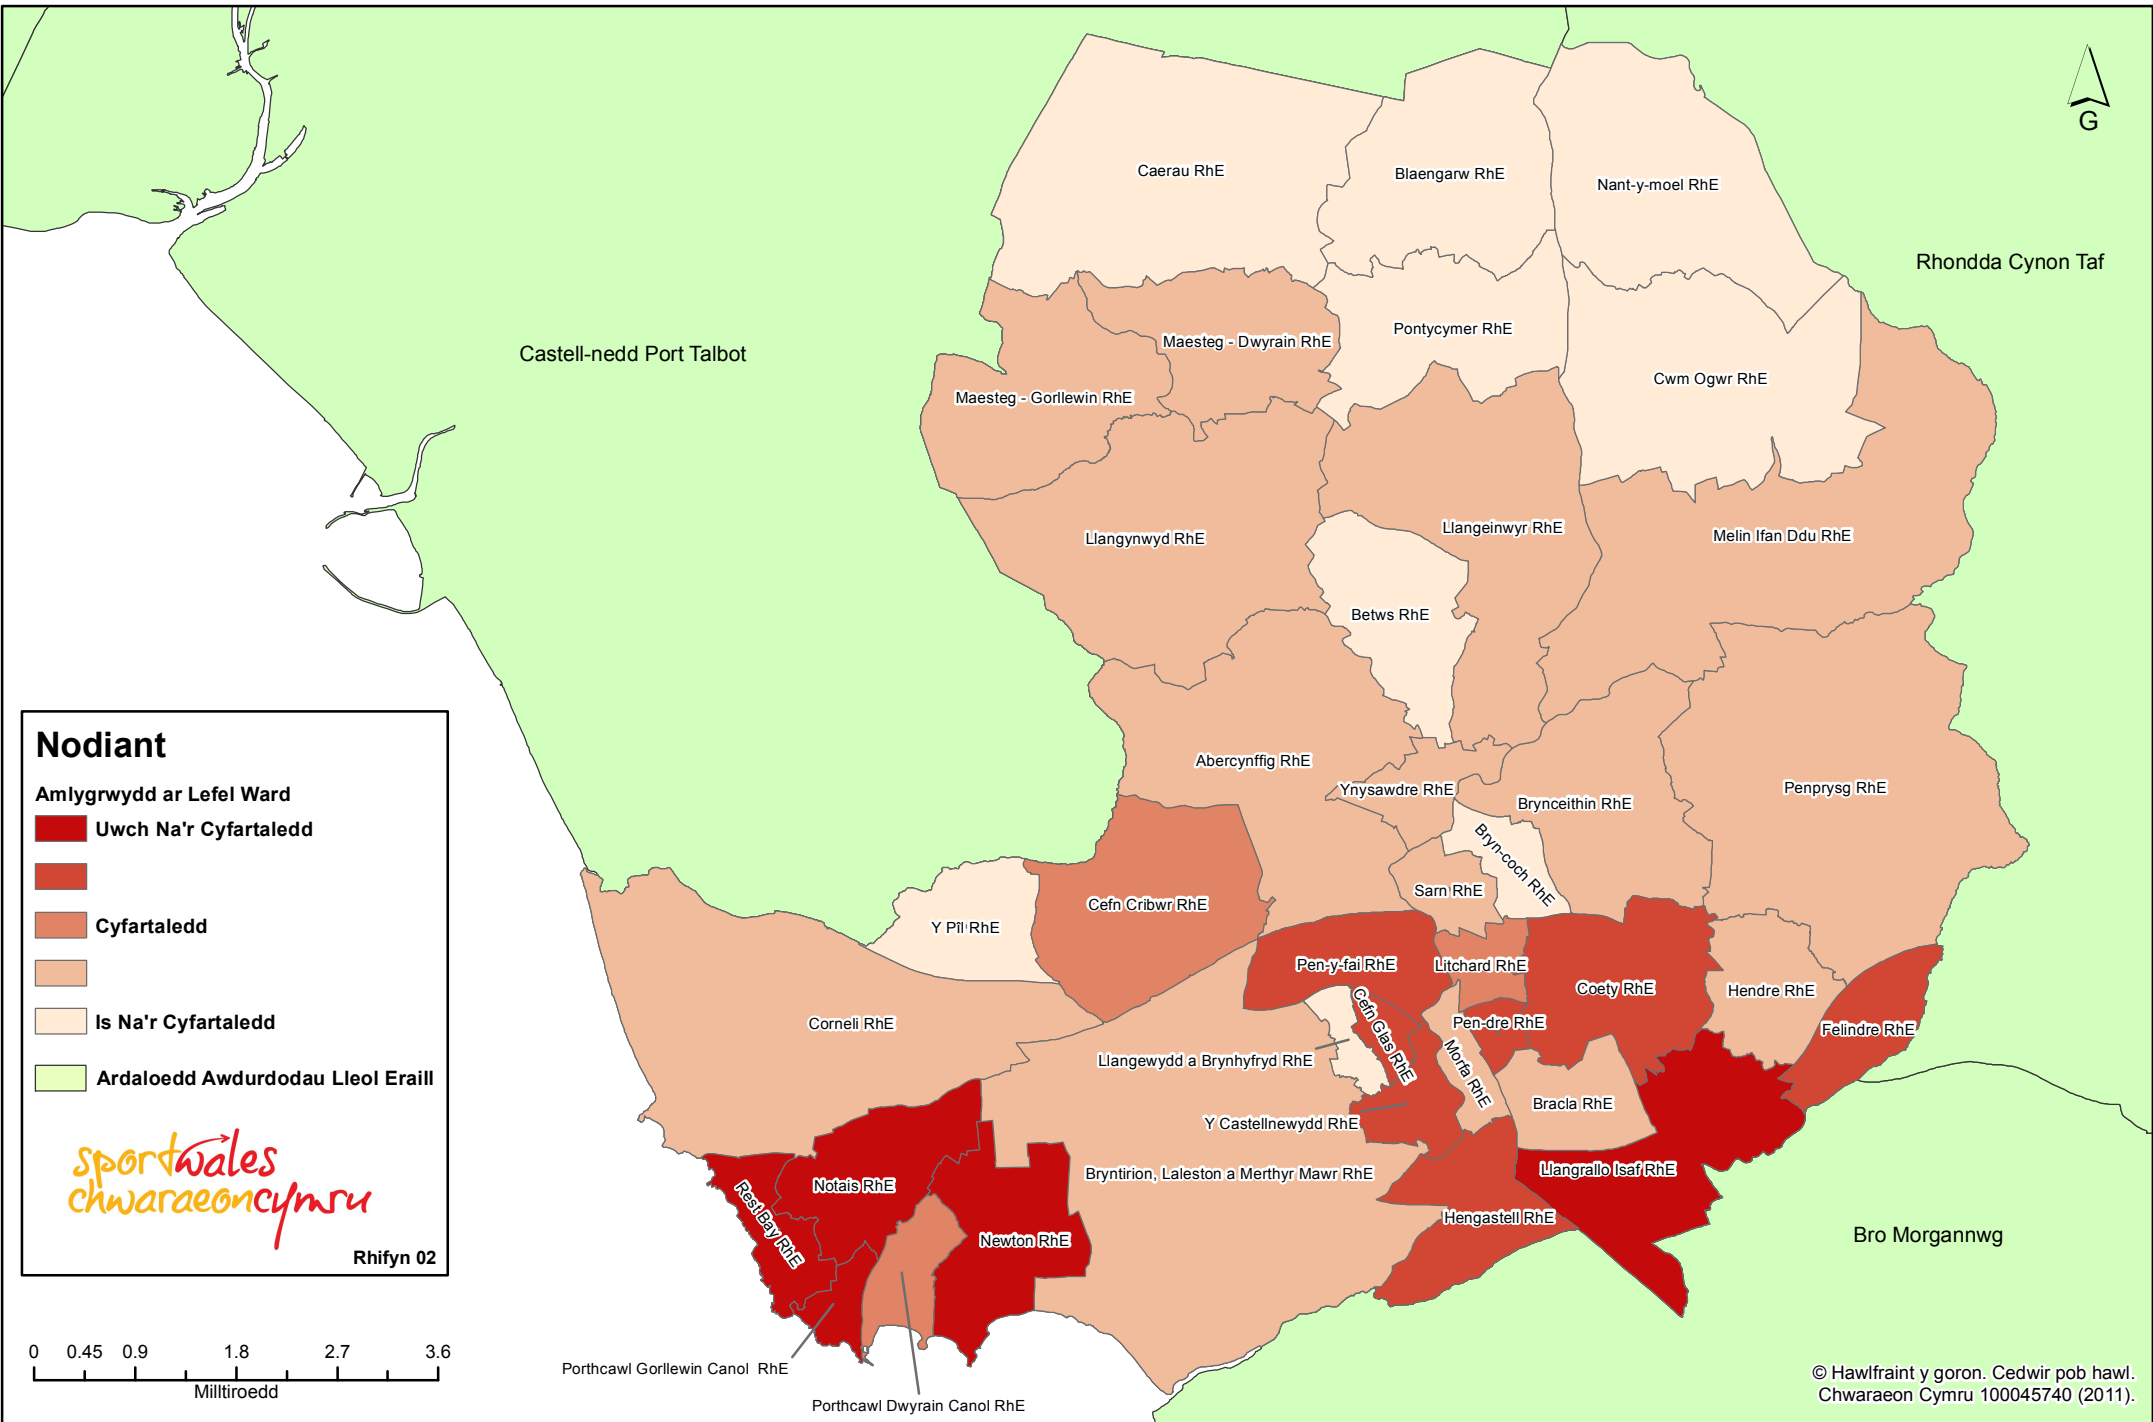 G
Caerau RhE
Blaengarw RhE
Nant-y-moel RhE
Rhondda Cynon Taf
Castell-nedd Port Talbot
Maesteg - Dwyrain RhE
Pontycymer RhE
Cwm Ogwr RhE
Maesteg - Gorllewin RhE
Llangynwyd RhE
Llangeinwyr RhE
Melin Ifan Ddu RhE
Betws RhE
Abercynffig RhE
Ynysawdre RhE
Brynceithin RhE
Penprysg RhE
Bryn-coch RhE
Sarn RhE
Cefn Cribwr RhE
Y Pîl RhE
Pen-y-fai RhE
Litchard RhE
Coety RhE
Hendre RhE
Corneli RhE
Cefn Glas RhE
Pen-dre RhE
Felindre RhE
Llangewydd a Brynhyfryd RhE
Morfa RhE
Bracla RhE
Y Castellnewydd RhE
Bryntirion, Laleston a Merthyr Mawr RhE
Llangrallo Isaf RhE
Notais RhE
Rest Bay RhE
Newton RhE
Hengastell RhE
Bro Morgannwg
Porthcawl Gorllewin Canol RhE
Porthcawl Dwyrain Canol RhE
Nodiant
Amlygrwydd ar Lefel Ward
Uwch Na'r Cyfartaledd
Cyfartaledd
Is Na'r Cyfartaledd
Ardaloedd Awdurdodau Lleol Eraill
sportwales
chwaraeoncymru
Rhifyn 02
0 0.45 0.9 1.8 2.7 3.6
Milltiroedd
© Hawlfraint y goron. Cedwir pob hawl.
Chwaraeon Cymru 100045740 (2011).